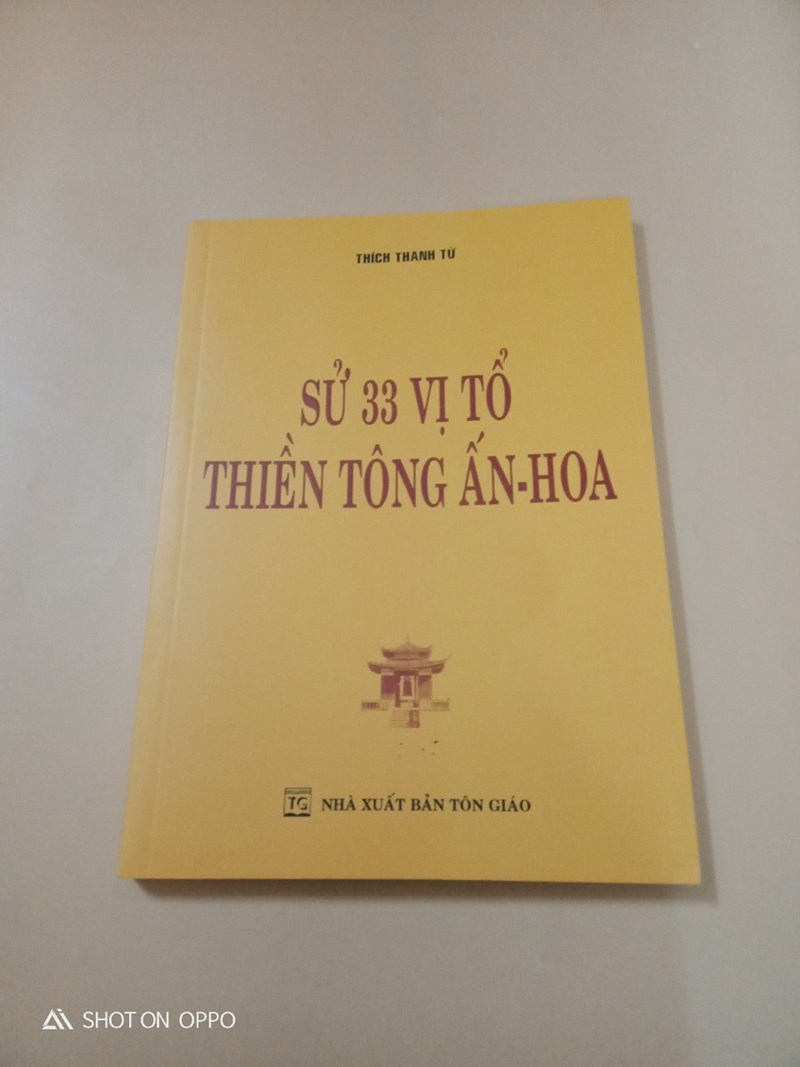 THÍCH THANH TỪ
SỬ 33 VỊ TỔ
THIỀN TÔNG ẤN-HOA
TG NHÀ XUẤT BẢN TÔN GIÁO
SHOT ON OPPO